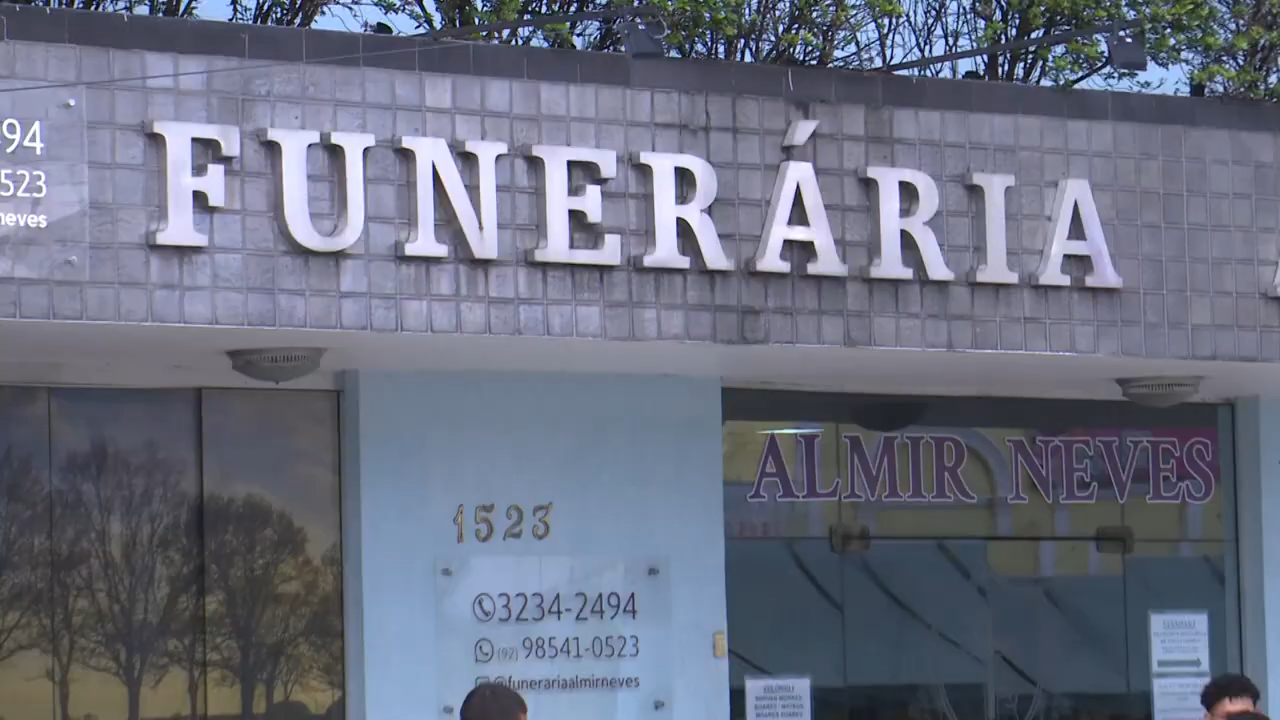 94
523
neves
FUNERÁRIA
ALMIR NEVES
1523
3234-2494
(92) 98541-0523
@funerariaalmirneves